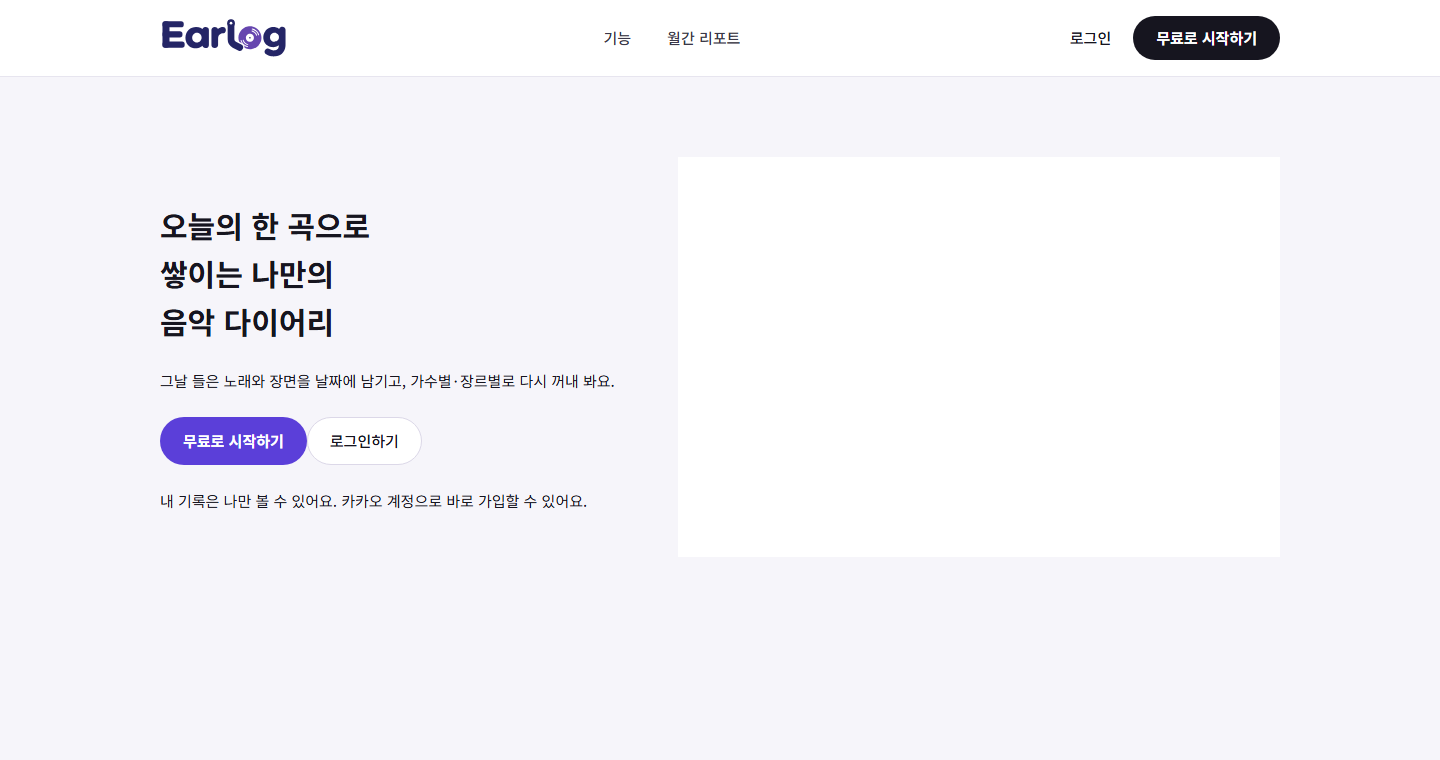 Earlog
기능
월간 리포트
로그인
무료로 시작하기
오늘의 한 곡으로
쌓이는 나만의
음악 다이어리
그날 들은 노래와 장면을 날짜에 남기고, 가수별·장르별로 다시 꺼내 봐요.
무료로 시작하기
로그인하기
내 기록은 나만 볼 수 있어요. 카카오 계정으로 바로 가입할 수 있어요.